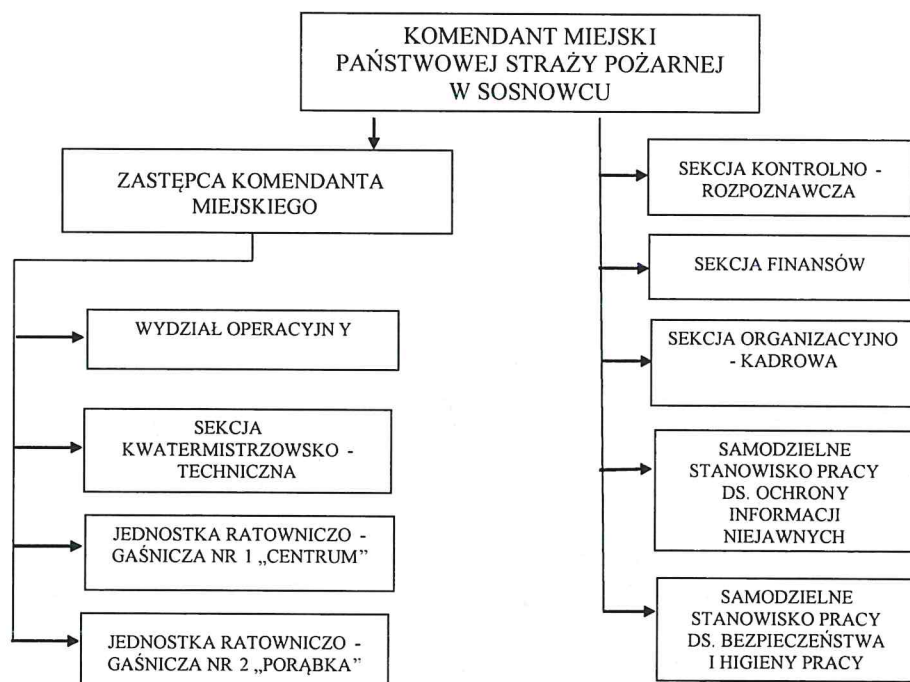 KOMENDANT MIEJSKI
PAŃSTWOWEJ STRAŻY POŻARNEJ
W SOSNOWCU
ZASTĘPCA KOMENDANTA
MIEJSKIEGO
WYDZIAŁ OPERACYJN Y
SEKCJA
KWATERMISTRZOWSKO -
TECHNICZNA
JEDNOSTKA RATOWNICZO -
GAŚNICZA NR 1 „CENTRUM”
JEDNOSTKA RATOWNICZO -
GAŚNICZA NR 2 „PORĄBKA”
SEKCJA KONTROLNO -
ROZPOZNAWCZA
SEKCJA FINANSÓW
SEKCJA ORGANIZACYJNO
- KADROWA
SAMODZIELNE
STANOWISKO PRACY
DS. OCHRONY
INFORMACJI
NIEJAWNYCH
SAMODZIELNE
STANOWISKO PRACY
DS. BEZPIECZEŃSTWA
I HIGIENY PRACY